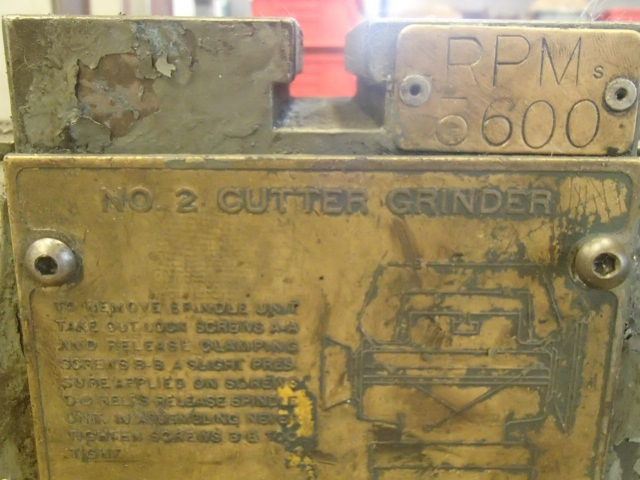 RPMs
5600
NO. 2 CUTTER GRINDER
TO REMOVE SPINDLE UNIT
TAKE OUT LOCK SCREWS A-A
AND RELEASE CLAMPING
SCREWS B-B A SLIGHT PRES
SURE APPLIED ON SCREWS
HELPS RELEASE SPINDLE
UNIT. IN ASSEMBLING NEVER
TIGHTEN SCREWS B-B TOO
TIGHT